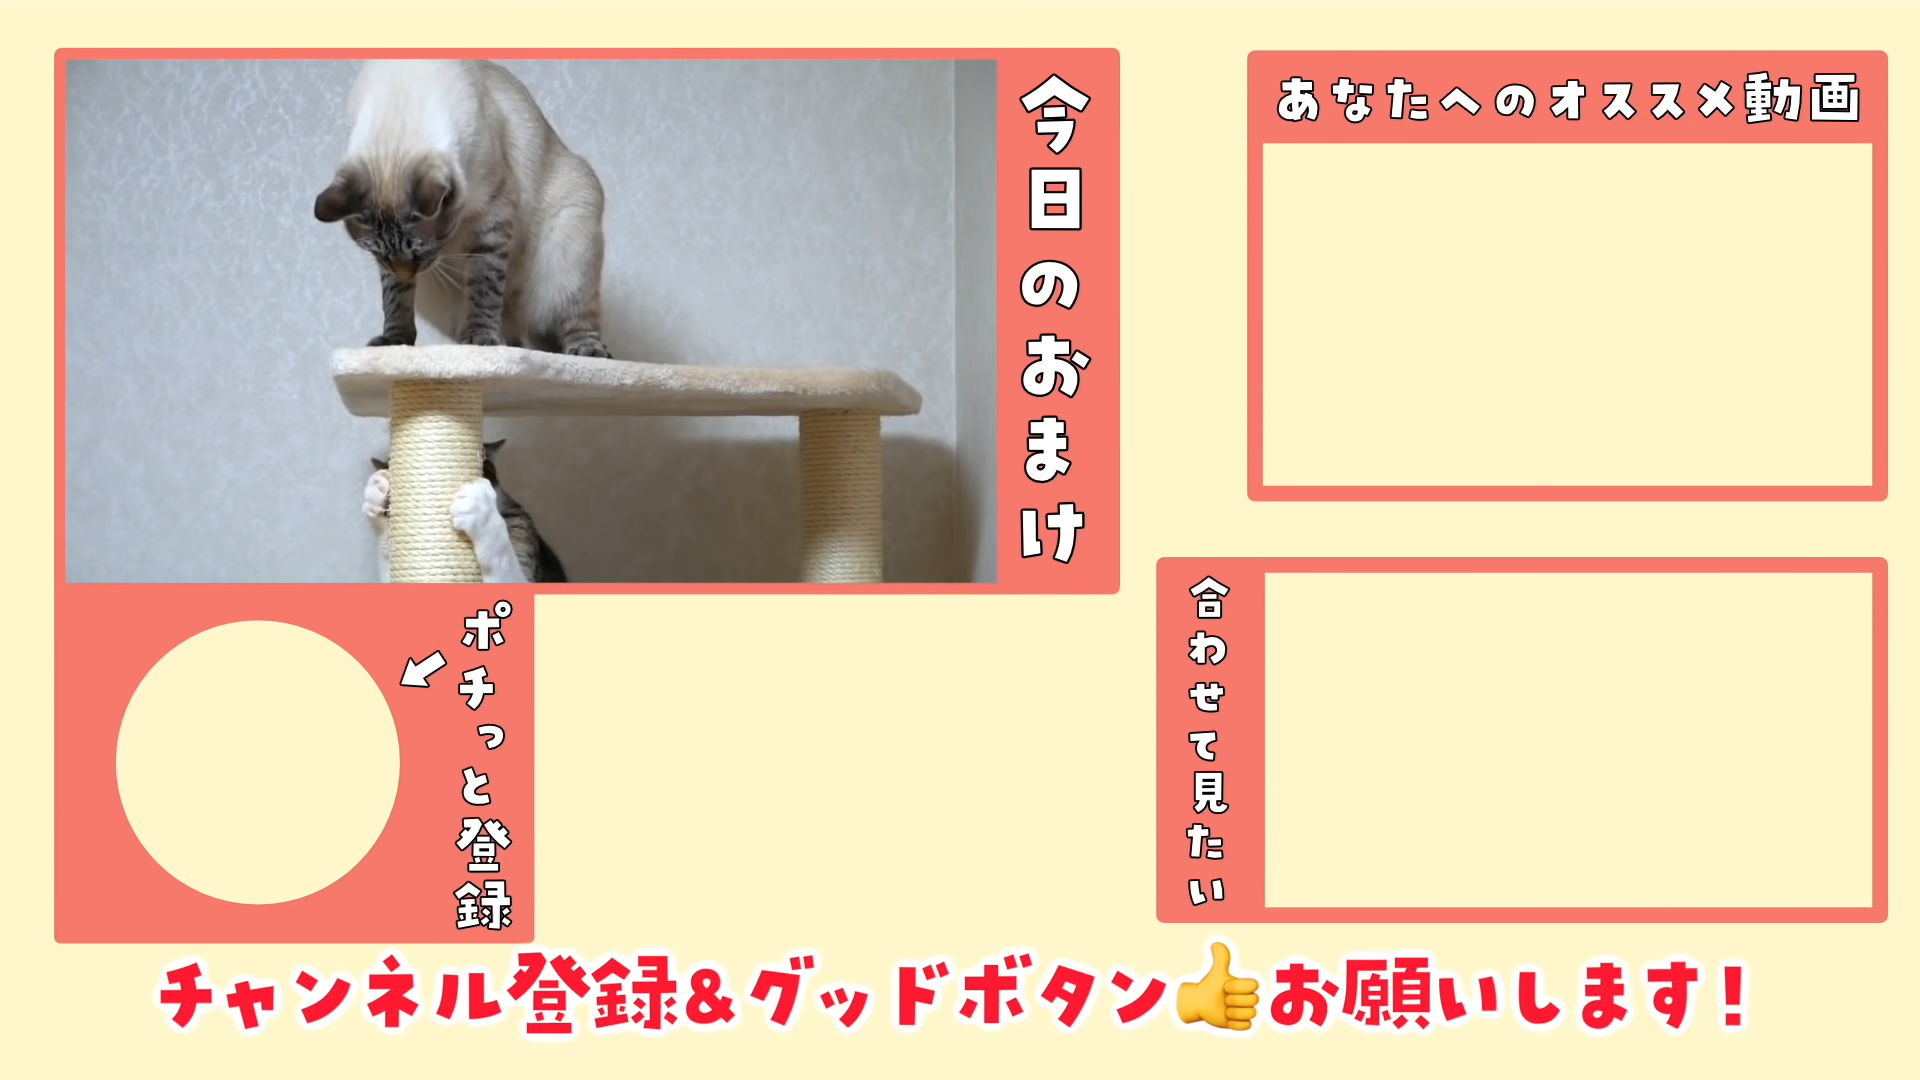 今日のおまけ
あなたへのオススメ動画
ポチっと登録
合わせて見たい
チャンネル登録&グッドボタン👍お願いします!